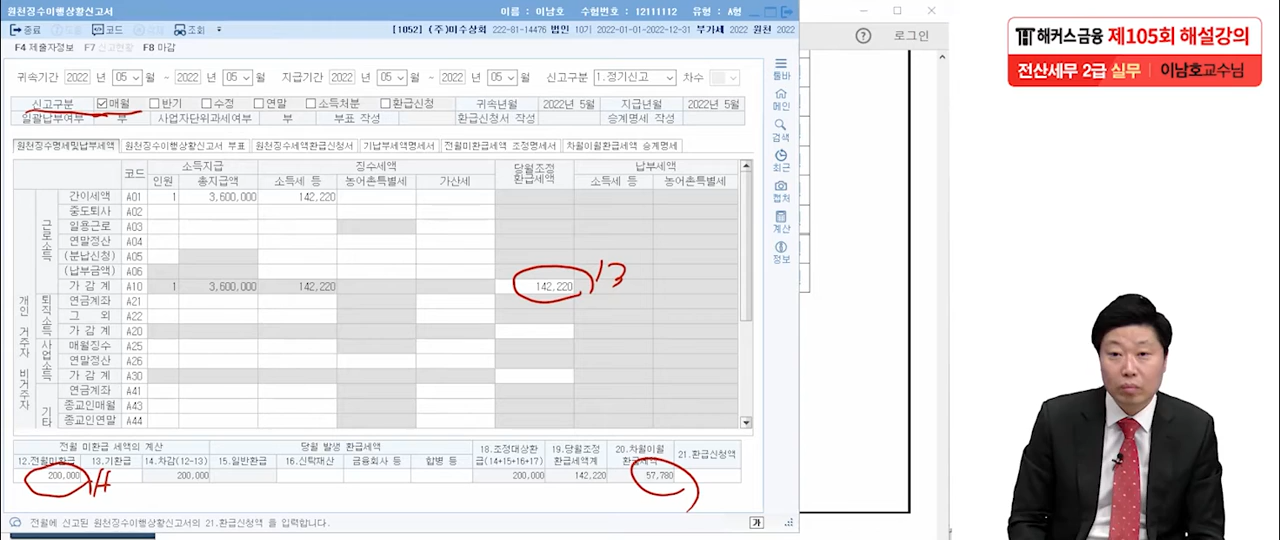 원천징수이행상황신고서
이름 : 이남호 수험번호 : 12111112 유형 : A형
종료 코드 조회
[1052] (주)미수상회 222-81-14476 법인 10기 2022-01-01~2022-12-31 부가세 2022 원천 2022
F4 제출자정보 F7 신고현황 F8 마감
귀속기간 2022 년 05 월 ~ 2022 년 05 월 지급기간 2022 년 05 월 ~ 2022 년 05 월 신고구분 1.정기신고 차수
신고구분 매월 반기 수정 연말 소득처분 환급신청 귀속년월 2022년 5월 지급년월 2022년 5월
일괄납부여부 부 사업자단위과세여부 부 부표 작성 환급신청서 작성 승계명세 작성
원천징수명세및납부세액 원천징수이행상황신고서 부표 원천징수세액환급신청서 기납부세액명세서 전월미환급세액 조정명세서 차월이월환급세액 승계명세
코드 소득지급 징수세액 당월조정 환급세액 납부세액
인원 총지급액 소득세 등 농어촌특별세 가산세 소득세 등 농어촌특별세
개인 거주자 비거주자
근로소득
간이세액 A01 1 3,600,000 142,220
중도퇴사 A02
일용근로 A03
연말정산 A04
(분납신청) A05
(납부금액) A06
가 감 계 A10 1 3,600,000 142,220 142,220 13
퇴직소득
연금계좌 A21
그 외 A22
가 감 계 A20
사업소득
매월징수 A25
연말정산 A26
가 감 계 A30
기타
연금계좌 A41
종교인매월 A43
종교인연말 A44
전월 미환급 세액의 계산 당월 발생 환급세액 18.조정대상환급(14+15+16+17) 19.당월조정 환급세액계 20.차월이월 환급세액 21.환급신청액
12.전월미환급 13.기환급 14.차감(12-13) 15.일반환급 16.신탁재산 금융회사 등 합병 등
200,000 200,000 200,000 142,220 57,780
전월에 신고된 원천징수이행상황신고서의 21.환급신청액 을 입력합니다.
가
툴바
메인
검색
최근
캡처
계산
정보
로그인
해커스금융 제105회 해설강의
전산세무 2급 실무 이남호교수님